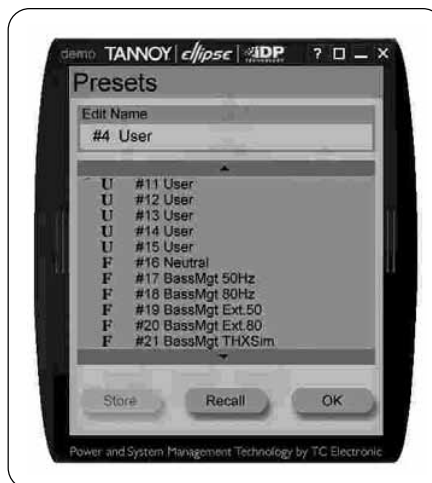 demo TANNOY | ellipse | iDP TECHNOLOGY ? 
Presets
Edit Name
#4 User
U #11 User
U #12 User
U #13 User
U #14 User
U #15 User
F #16 Neutral
F #17 BassMgt 50Hz
F #18 BassMgt 80Hz
F #19 BassMgt Ext.50
F #20 BassMgt Ext.80
F #21 BassMgt THXSim
Store Recall OK
Power and System Management Technology by TC Electronic